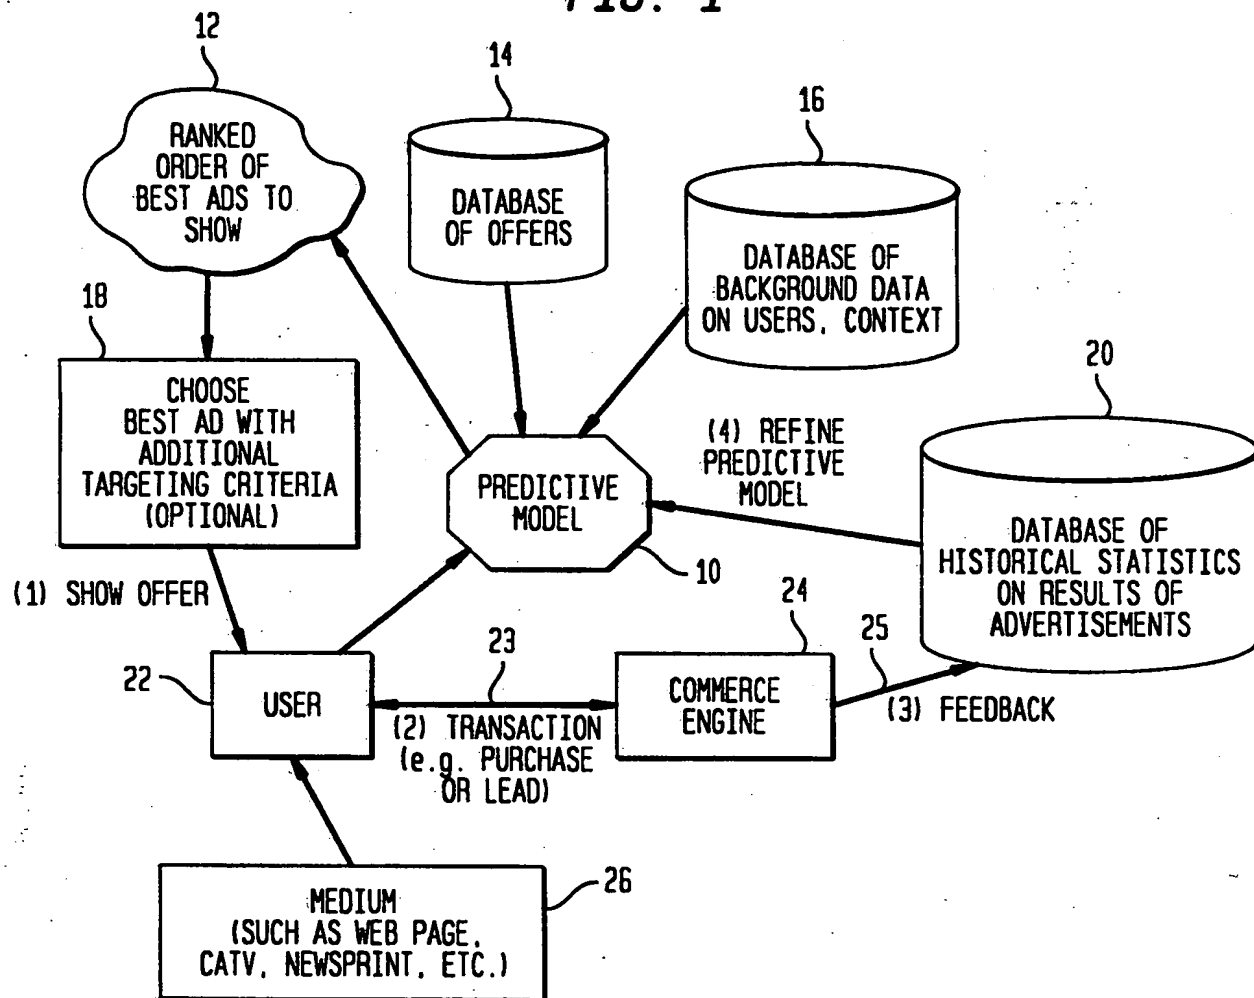 FIG. 1
12
RANKED
ORDER OF
BEST ADS TO
SHOW
14
DATABASE
OF OFFERS
16
DATABASE OF
BACKGROUND DATA
ON USERS, CONTEXT
18
CHOOSE
BEST AD WITH
ADDITIONAL
TARGETING CRITERIA
(OPTIONAL)
PREDICTIVE
MODEL
10
(4) REFINE
PREDICTIVE
MODEL
20
DATABASE OF
HISTORICAL STATISTICS
ON RESULTS OF
ADVERTISEMENTS
(1) SHOW OFFER
22
USER
23
(2) TRANSACTION
(e.g. PURCHASE
OR LEAD)
24
COMMERCE
ENGINE
25
(3) FEEDBACK
26
MEDIUM
(SUCH AS WEB PAGE,
CATV, NEWSPRINT, ETC.)